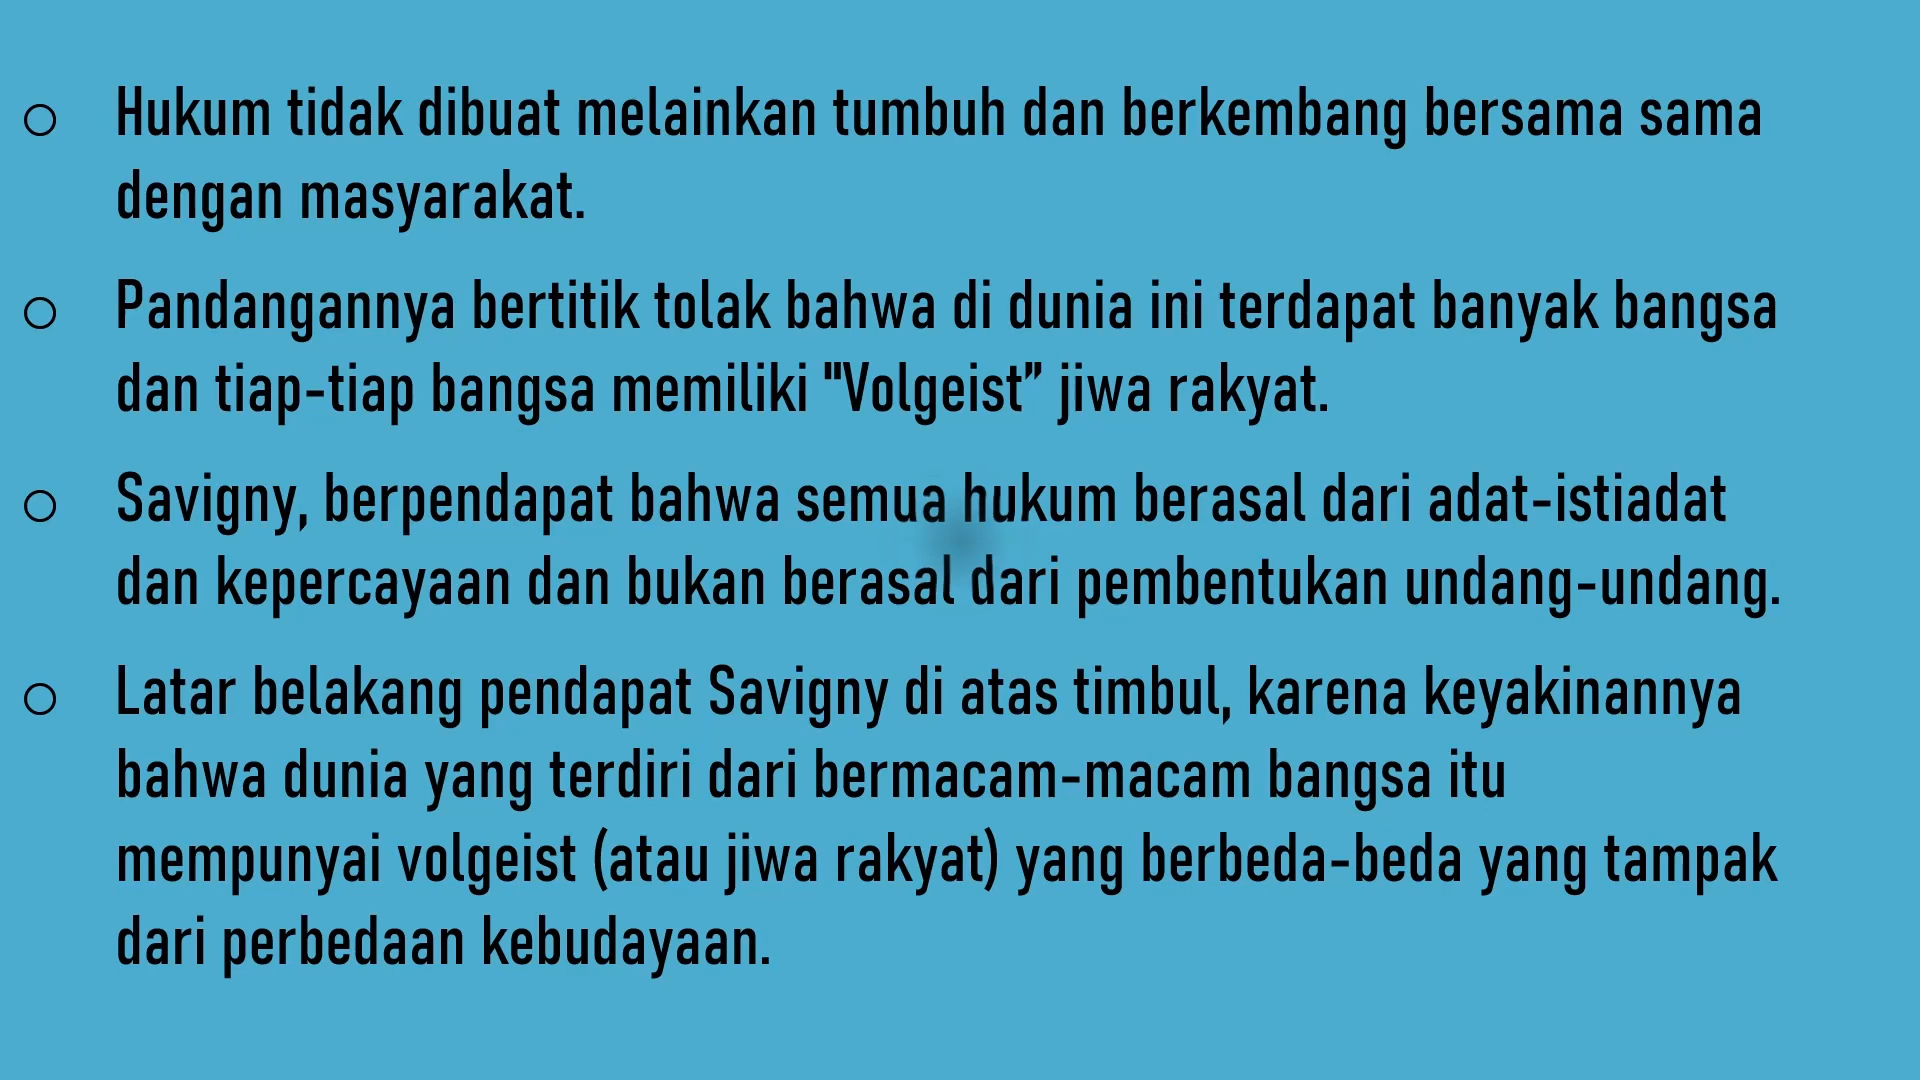 Hukum tidak dibuat melainkan tumbuh dan berkembang bersama sama
dengan masyarakat.
Pandangannya bertitik tolak bahwa di dunia ini terdapat banyak bangsa
dan tiap-tiap bangsa memiliki "Volgeist” jiwa rakyat.
Savigny, berpendapat bahwa semua hukum berasal dari adat-istiadat
dan kepercayaan dan bukan berasal dari pembentukan undang-undang.
Latar belakang pendapat Savigny di atas timbul, karena keyakinannya
bahwa dunia yang terdiri dari bermacam-macam bangsa itu
mempunyai volgeist (atau jiwa rakyat) yang berbeda-beda yang tampak
dari perbedaan kebudayaan.